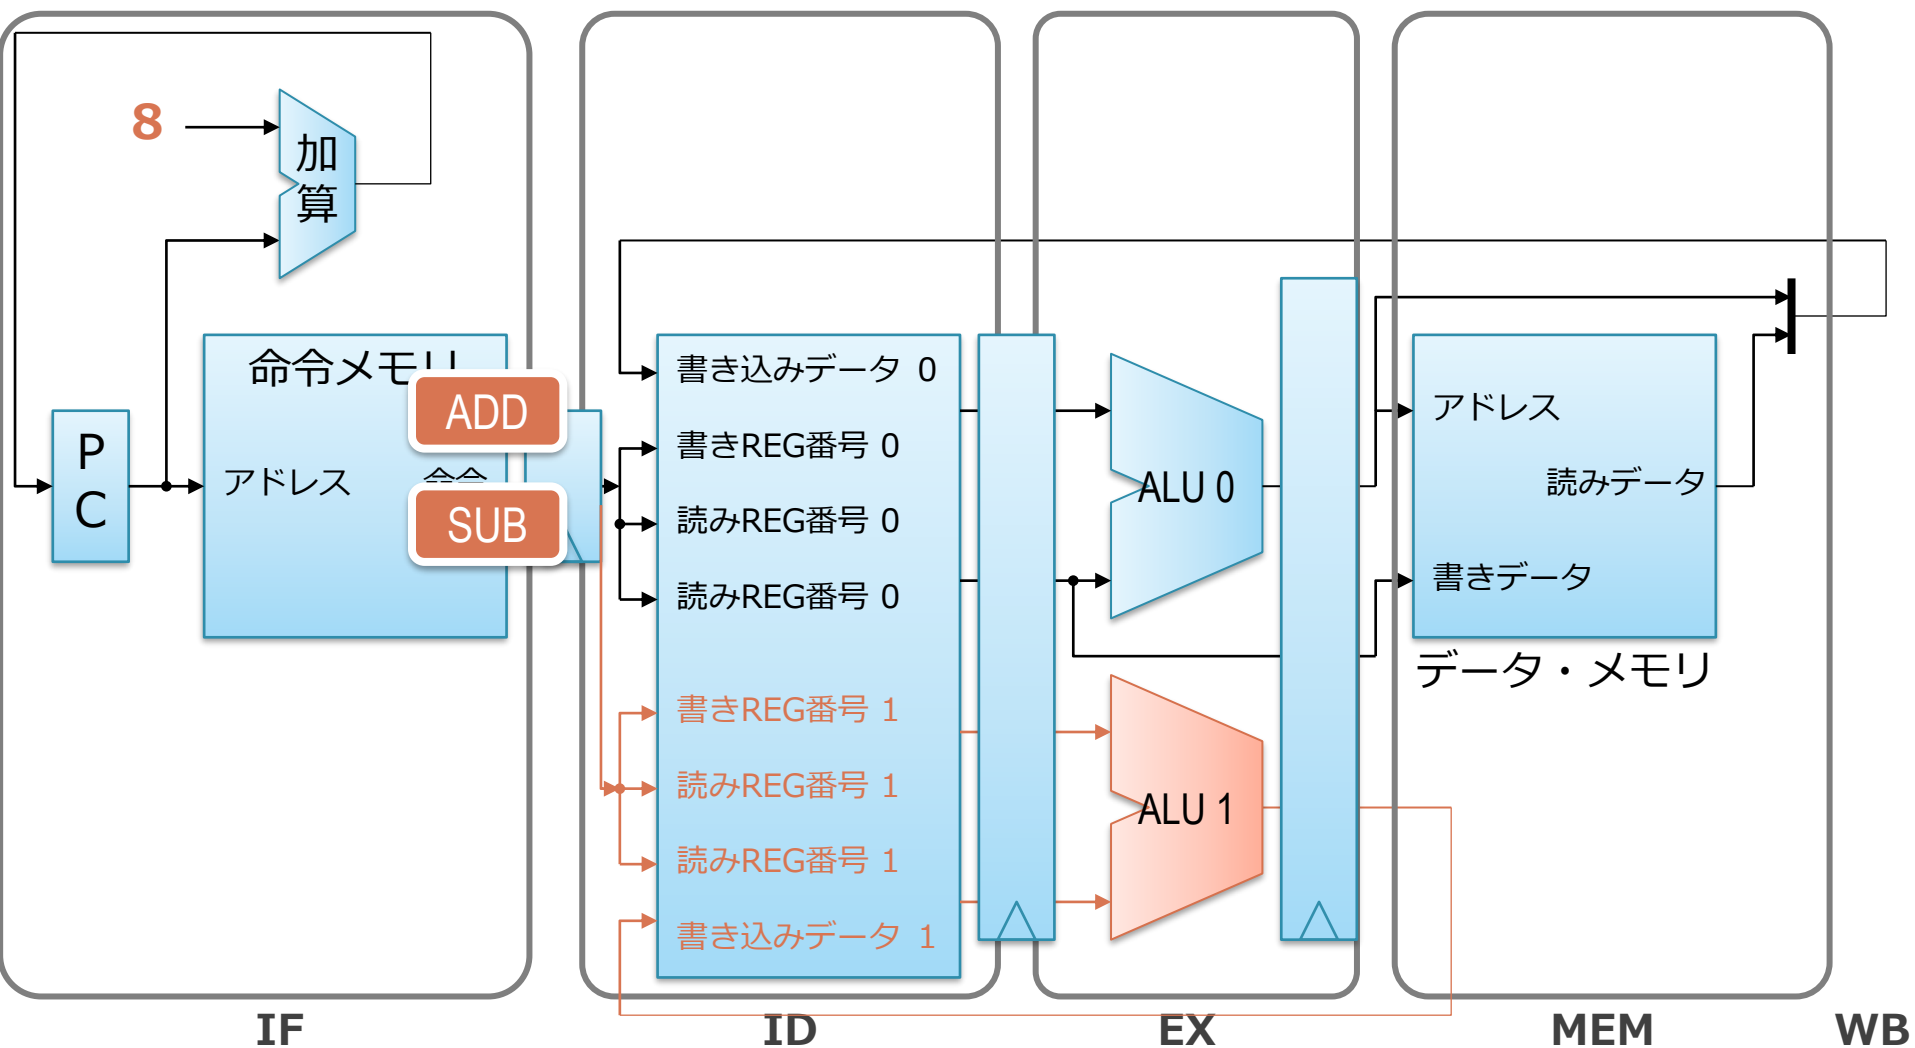 8
加
算
命令メモリ
ADD
P
C
アドレス
命令
SUB
書き込みデータ 0
書きREG番号 0
読みREG番号 0
読みREG番号 0
書きREG番号 1
読みREG番号 1
読みREG番号 1
書き込みデータ 1
ALU 0
ALU 1
アドレス
読みデータ
書きデータ
データ・メモリ
IF
ID
EX
MEM
WB